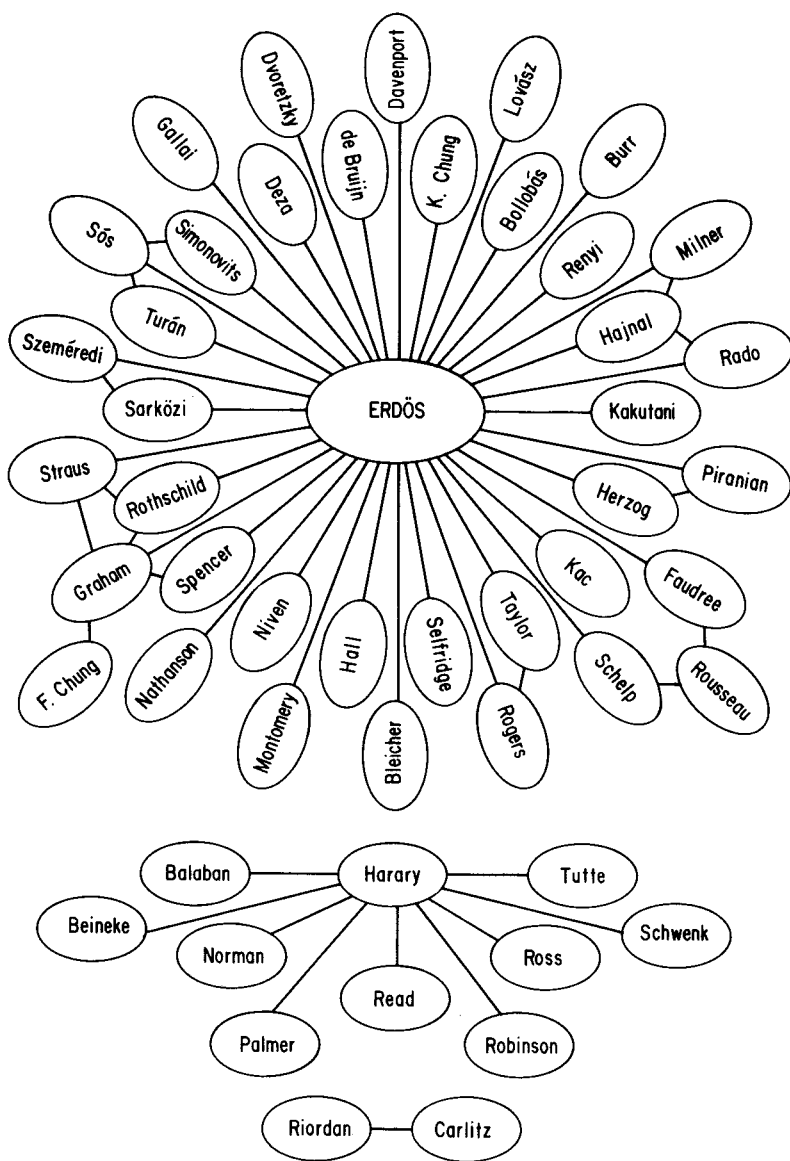 Davenport
Dvoretzky
Lovász
Gallai
de Bruijn
K. Chung
Burr
Deza
Bollobás
Sós
Simonovits
Renyi
Milner
Turán
Hajnal
Szeméredi
Rado
Sarközi
ERDÖS
Kakutani
Straus
Rothschild
Herzog
Piranian
Graham
Spencer
Kac
Faudree
Niven
Hall
Selfridge
Taylor
F. Chung
Nathanson
Schelp
Rousseau
Montomery
Bleicher
Rogers
Balaban
Harary
Tutte
Beineke
Schwenk
Norman
Ross
Read
Palmer
Robinson
Riordan
Carlitz